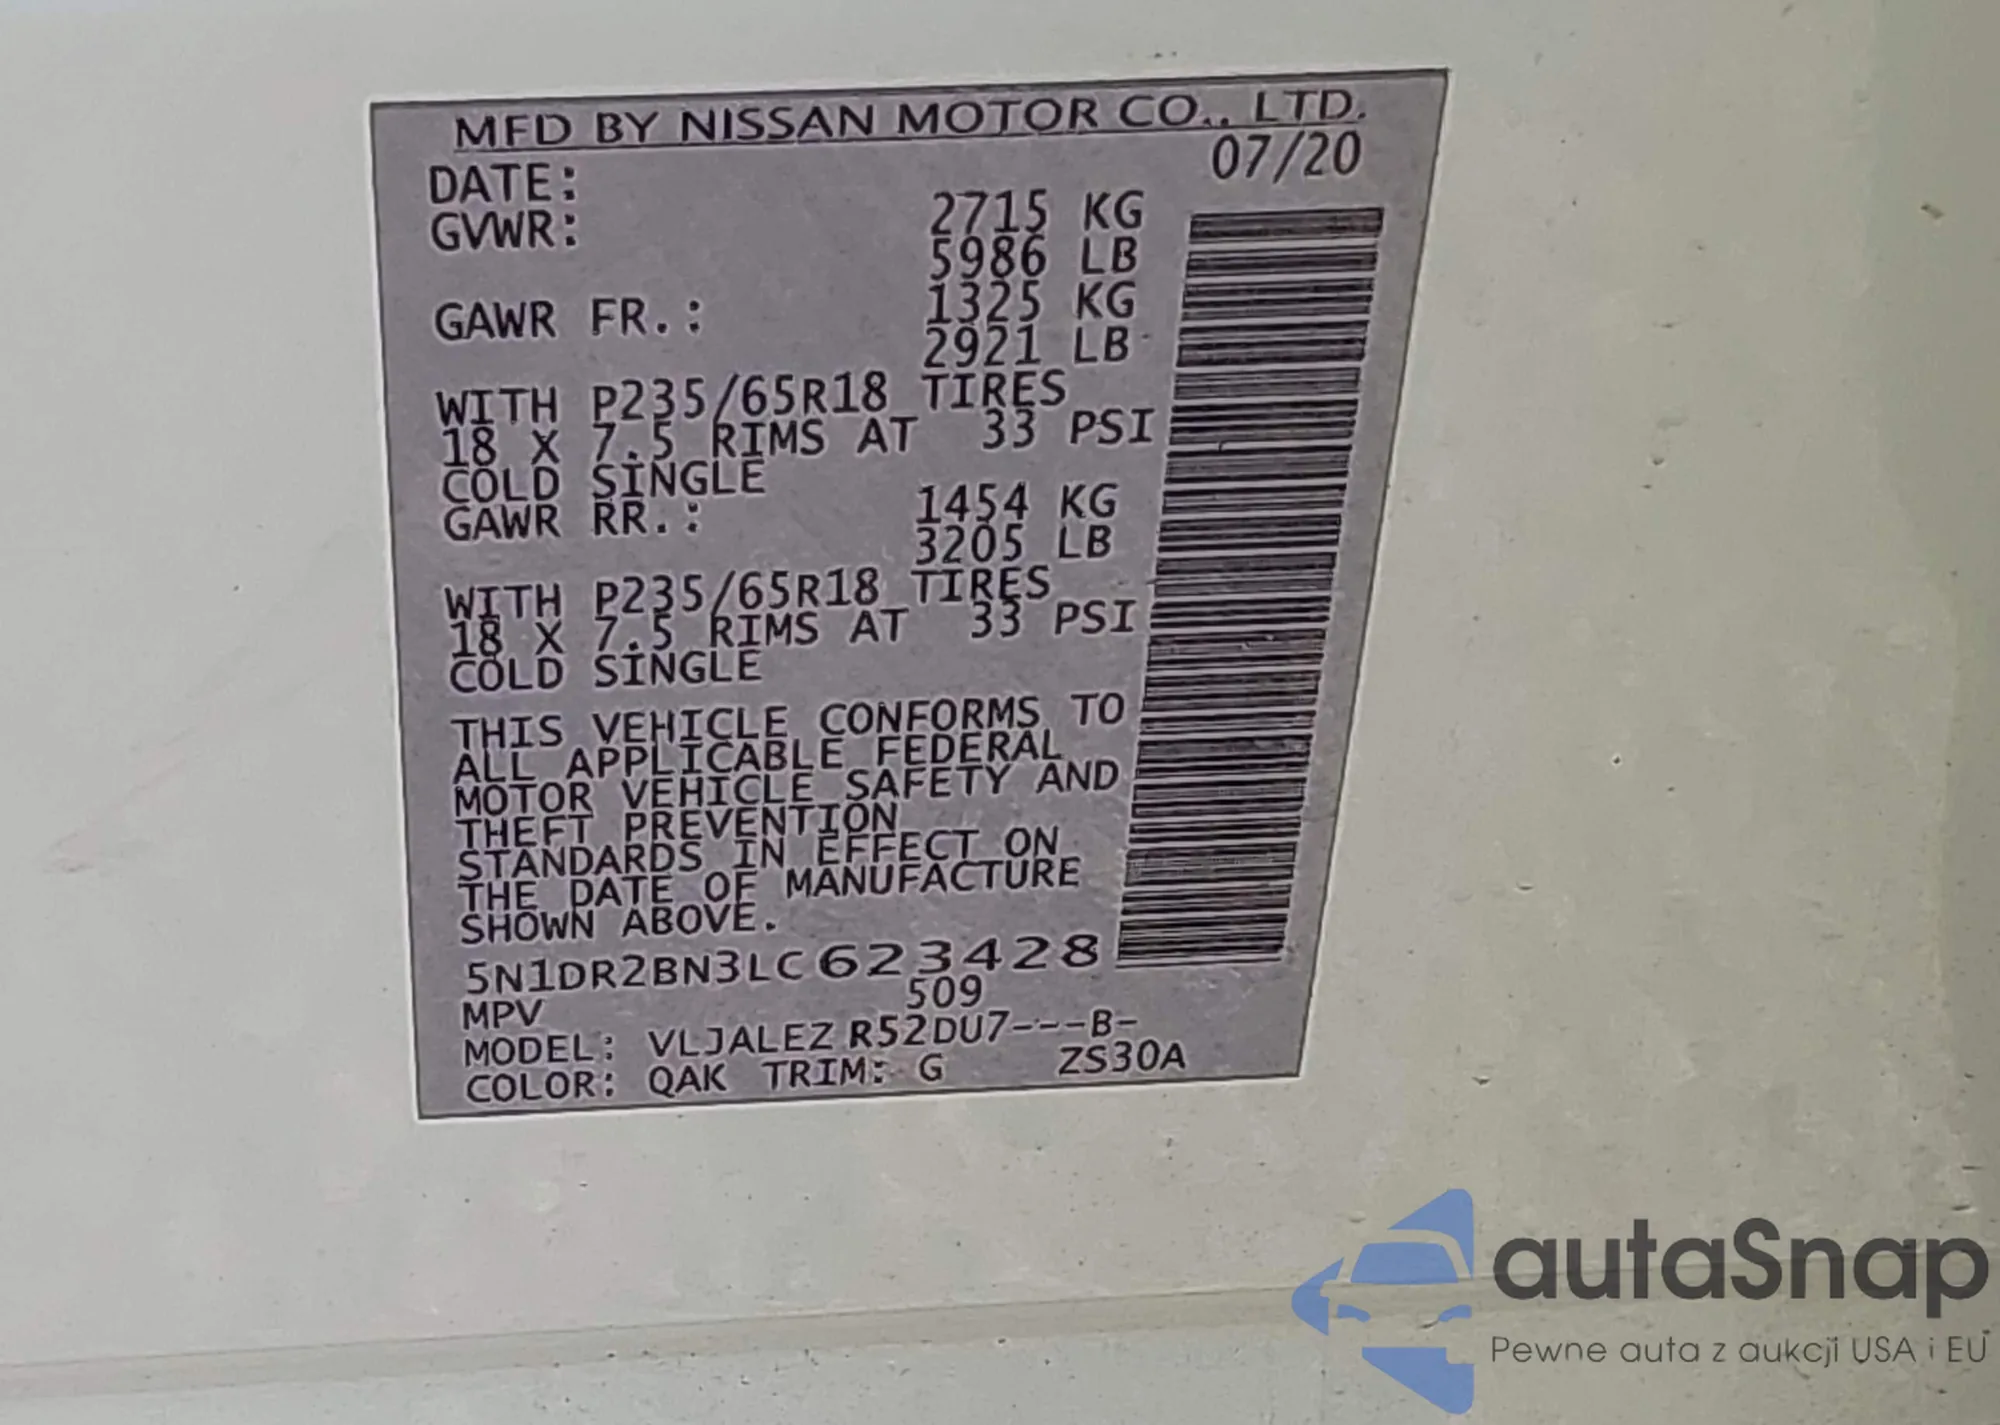 MFD BY NISSAN MOTOR CO., LTD.
DATE: 07/20
GVWR: 2715 KG
5986 LB
GAWR FR.: 1325 KG
2921 LB
WITH P235/65R18 TIRES
18 X 7.5 RIMS AT 33 PSI
COLD SINGLE
GAWR RR.: 1454 KG
3205 LB
WITH P235/65R18 TIRES
18 X 7.5 RIMS AT 33 PSI
COLD SINGLE
THIS VEHICLE CONFORMS TO
ALL APPLICABLE FEDERAL
MOTOR VEHICLE SAFETY AND
THEFT PREVENTION
STANDARDS IN EFFECT ON
THE DATE OF MANUFACTURE
SHOWN ABOVE.
5N1DR2BN3LC623428
MPV 509
MODEL: VLJALEZ R52DU7---B-
COLOR: QAK TRIM: G ZS30A
autaSnap
Pewne auta z aukcji USA i EU